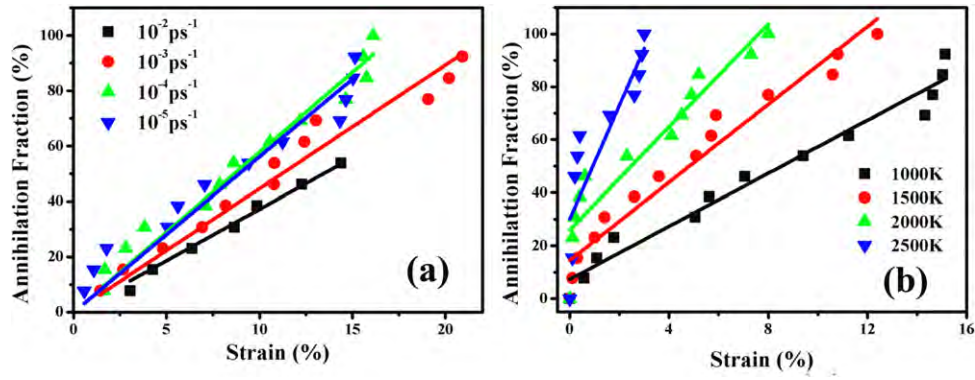 (a)
10⁻²ps⁻¹
10⁻³ps⁻¹
10⁻⁴ps⁻¹
10⁻⁵ps⁻¹
Annihilation Fraction (%)
100
80
60
40
20
0
0 5 10 15 20
Strain (%)
(b)
1000K
1500K
2000K
2500K
Annihilation Fraction (%)
100
80
60
40
20
0
0 4 8 12 16
Strain (%)